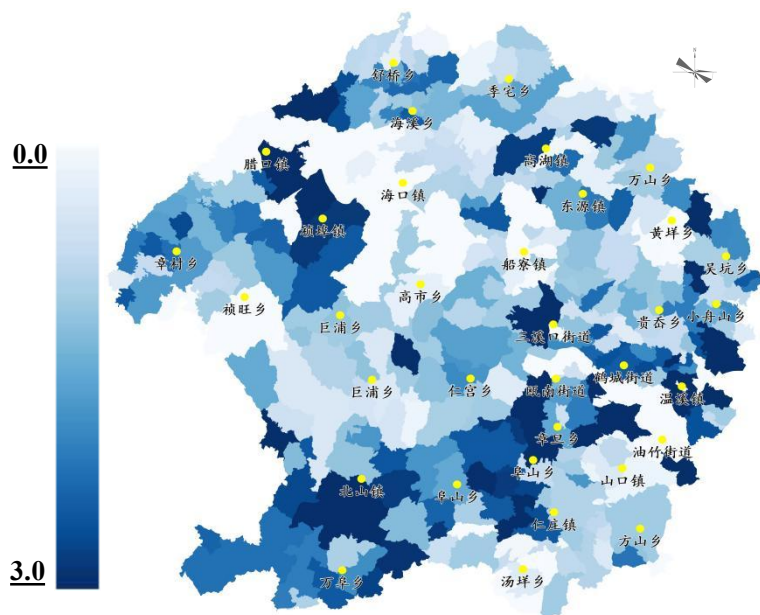 舒桥乡
季宅乡
海溪乡
0.0
腊口镇
高湖镇
海口镇
万山乡
东源镇
祯埠镇
黄垟乡
章村乡
船寮镇
吴坑乡
高市乡
祯旺乡
小舟山乡
贵岙乡
巨浦乡
三溪口街道
鹤城街道
巨浦乡
仁宫乡
瓯南街道
温溪镇
章旦乡
油竹街道
阜山乡
山口镇
北山镇
阜山乡
仁庄镇
方山乡
3.0
万阜乡
汤垟乡